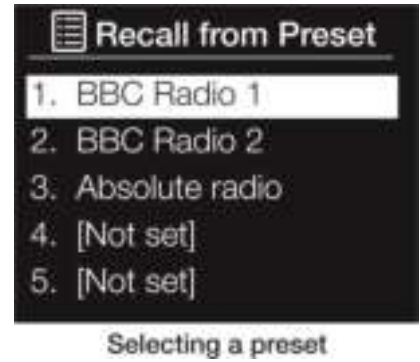 Recall from Preset
1. BBC Radio 1
2. BBC Radio 2
3. Absolute radio
4. [Not set]
5. [Not set]
Selecting a preset